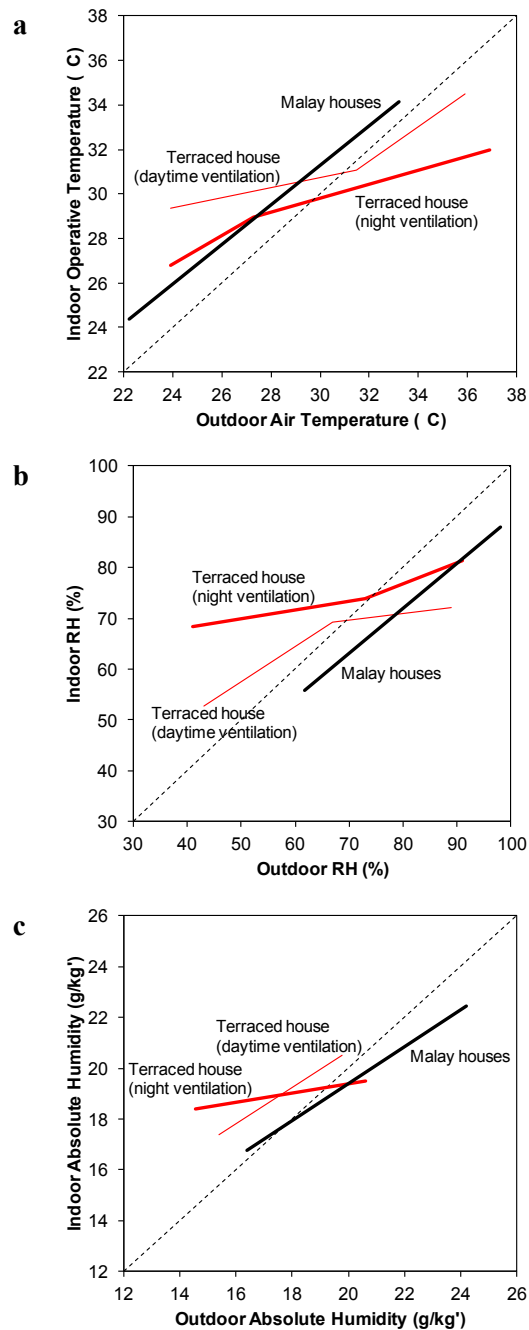 a
38
36
34
32
30
28
26
24
22
Indoor Operative Temperature ( C)
Malay houses
Terraced house
(daytime ventilation)
Terraced house
(night ventilation)
22 24 26 28 30 32 34 36 38
Outdoor Air Temperature ( C)
b
100
90
80
70
60
50
40
30
Indoor RH (%)
Terraced house
(night ventilation)
Malay houses
Terraced house
(daytime ventilation)
30 40 50 60 70 80 90 100
Outdoor RH (%)
c
26
24
22
20
18
16
14
12
Indoor Absolute Humidity (g/kg')
Terraced house
(daytime ventilation)
Terraced house
(night ventilation)
Malay houses
12 14 16 18 20 22 24 26
Outdoor Absolute Humidity (g/kg')